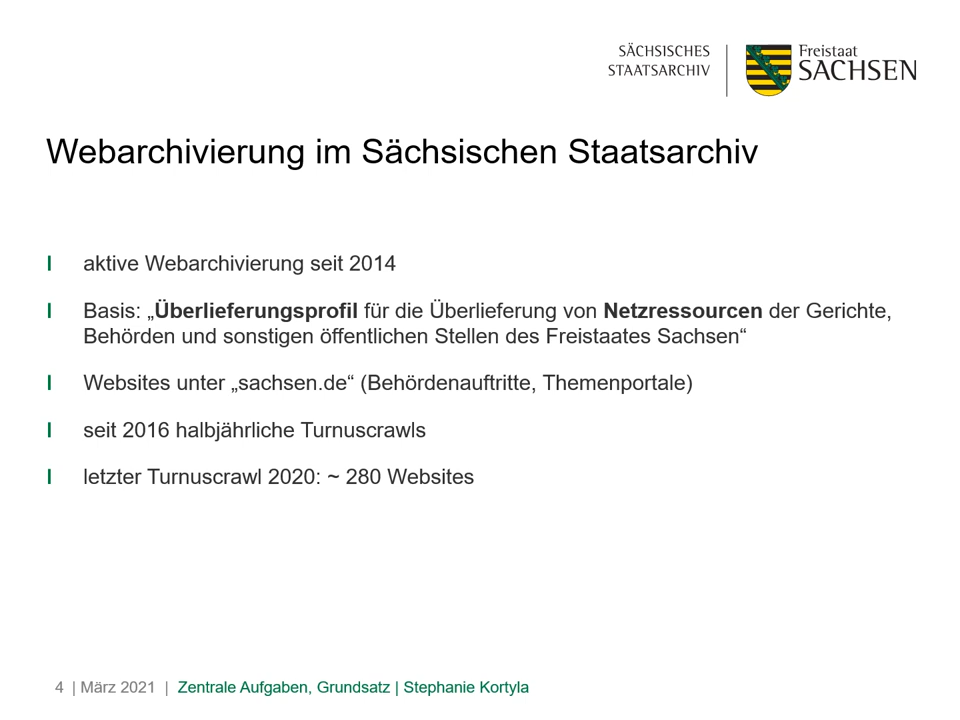 SÄCHSISCHES
STAATSARCHIV
Freistaat
SACHSEN
Webarchivierung im Sächsischen Staatsarchiv
I aktive Webarchivierung seit 2014
I Basis: „Überlieferungsprofil für die Überlieferung von Netzressourcen der Gerichte,
Behörden und sonstigen öffentlichen Stellen des Freistaates Sachsen“
I Websites unter „sachsen.de“ (Behördenauftritte, Themenportale)
I seit 2016 halbjährliche Turnuscrawls
I letzter Turnuscrawl 2020: ~ 280 Websites
4 | März 2021 | Zentrale Aufgaben, Grundsatz | Stephanie Kortyla